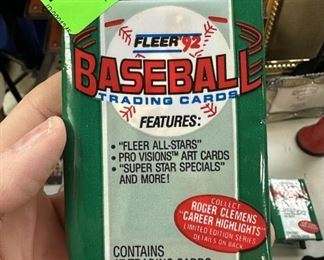 FLEER '92
BASEBALL
TRADING CARDS
FEATURES:
• "FLEER ALL-STARS"
• PRO VISIONS™ ART CARDS
• "SUPER STAR SPECIALS"
AND MORE!
COLLECT
ROGER CLEMENS
"CAREER HIGHLIGHTS"
LIMITED EDITION SERIES
DETAILS ON BACK
CONTAINS